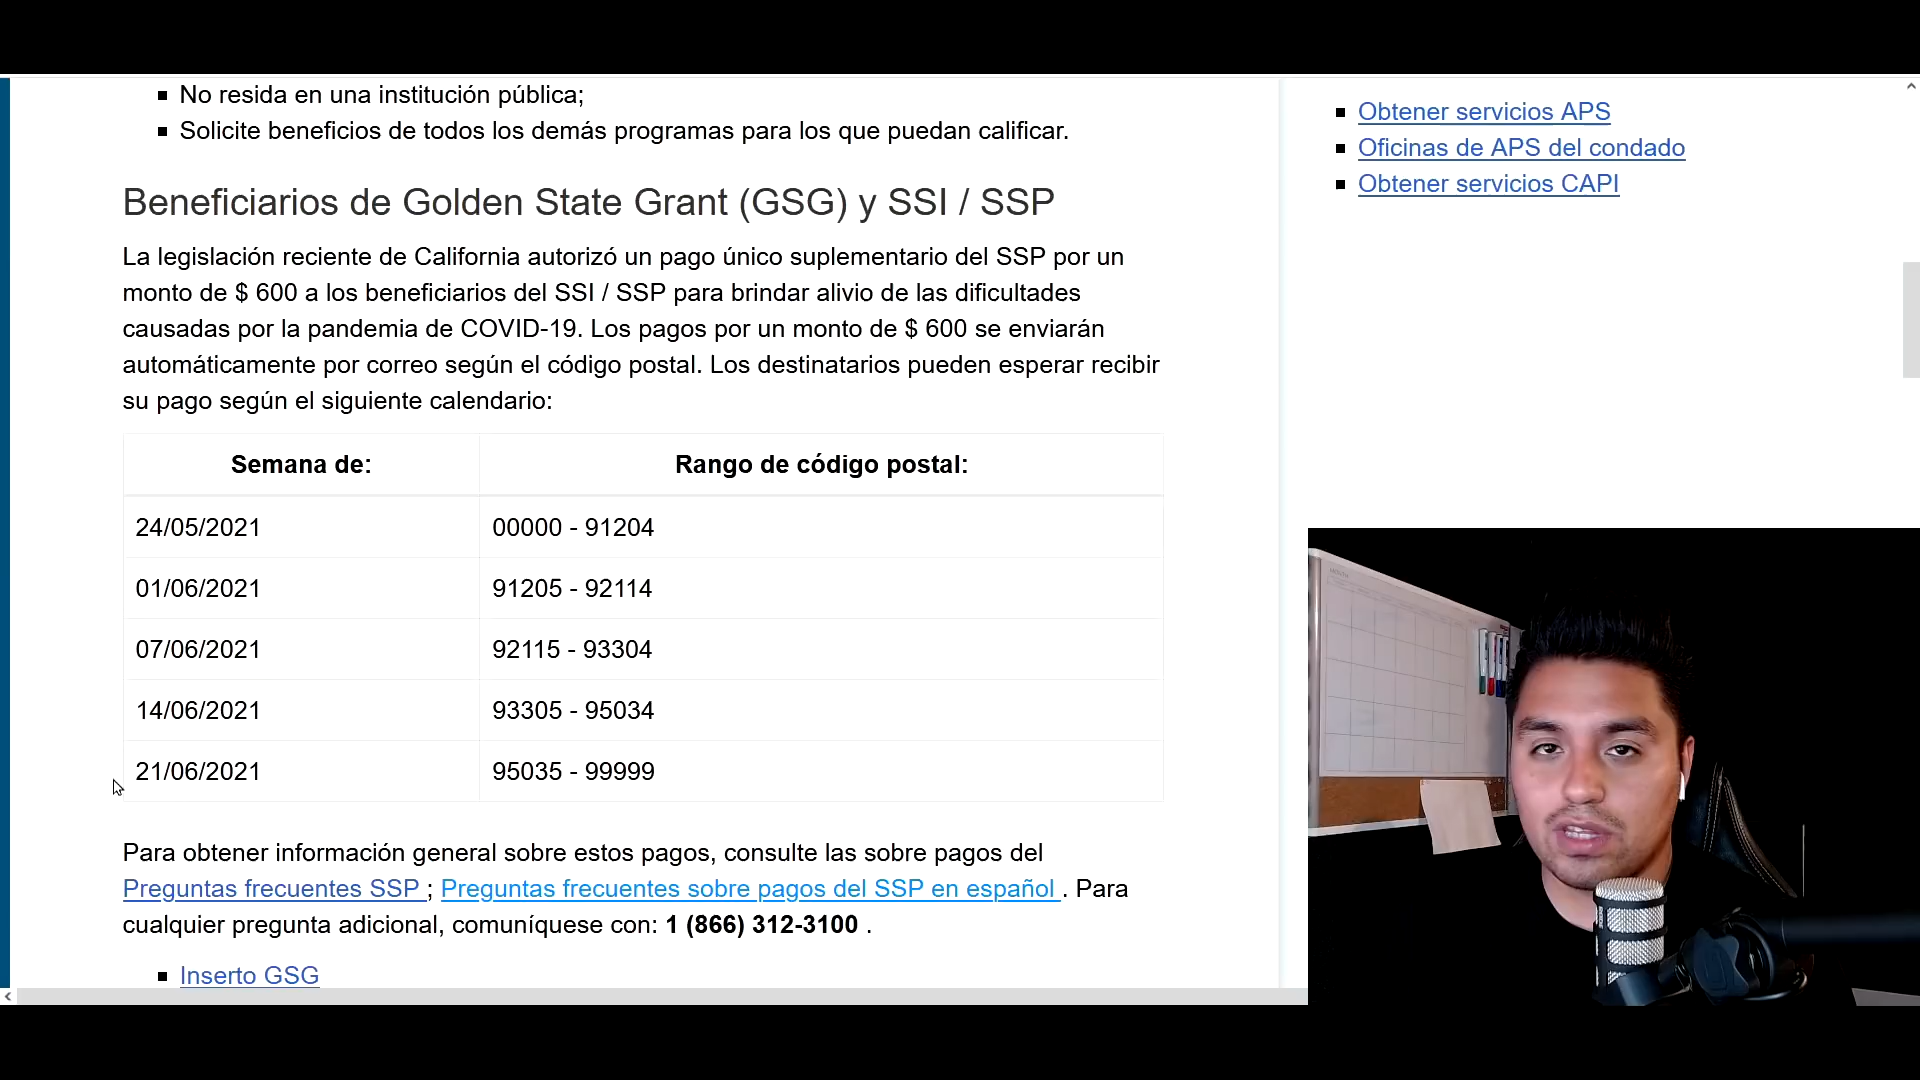 No resida en una institución pública;
Solicite beneficios de todos los demás programas para los que puedan calificar.
Beneficiarios de Golden State Grant (GSG) y SSI / SSP
La legislación reciente de California autorizó un pago único suplementario del SSP por un
monto de $ 600 a los beneficiarios del SSI / SSP para brindar alivio de las dificultades
causadas por la pandemia de COVID-19. Los pagos por un monto de $ 600 se enviarán
automáticamente por correo según el código postal. Los destinatarios pueden esperar recibir
su pago según el siguiente calendario:
Semana de: Rango de código postal:
24/05/2021 00000 - 91204
01/06/2021 91205 - 92114
07/06/2021 92115 - 93304
14/06/2021 93305 - 95034
21/06/2021 95035 - 99999
Para obtener información general sobre estos pagos, consulte las sobre pagos del
Preguntas frecuentes SSP ; Preguntas frecuentes sobre pagos del SSP en español . Para
cualquier pregunta adicional, comuníquese con: 1 (866) 312-3100 .
Inserto GSG
Obtener servicios APS
Oficinas de APS del condado
Obtener servicios CAPI